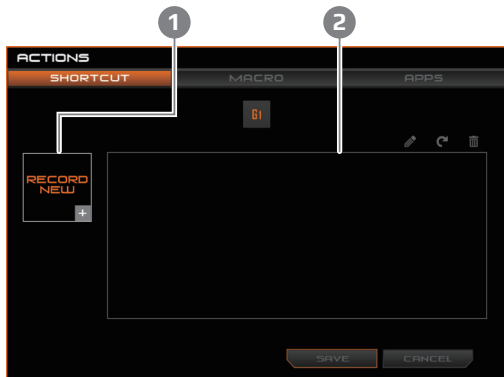 1 2
ACTIONS
SHORTCUT MACRO APPS
G1
RECORD
NEW
+
SAVE CANCEL